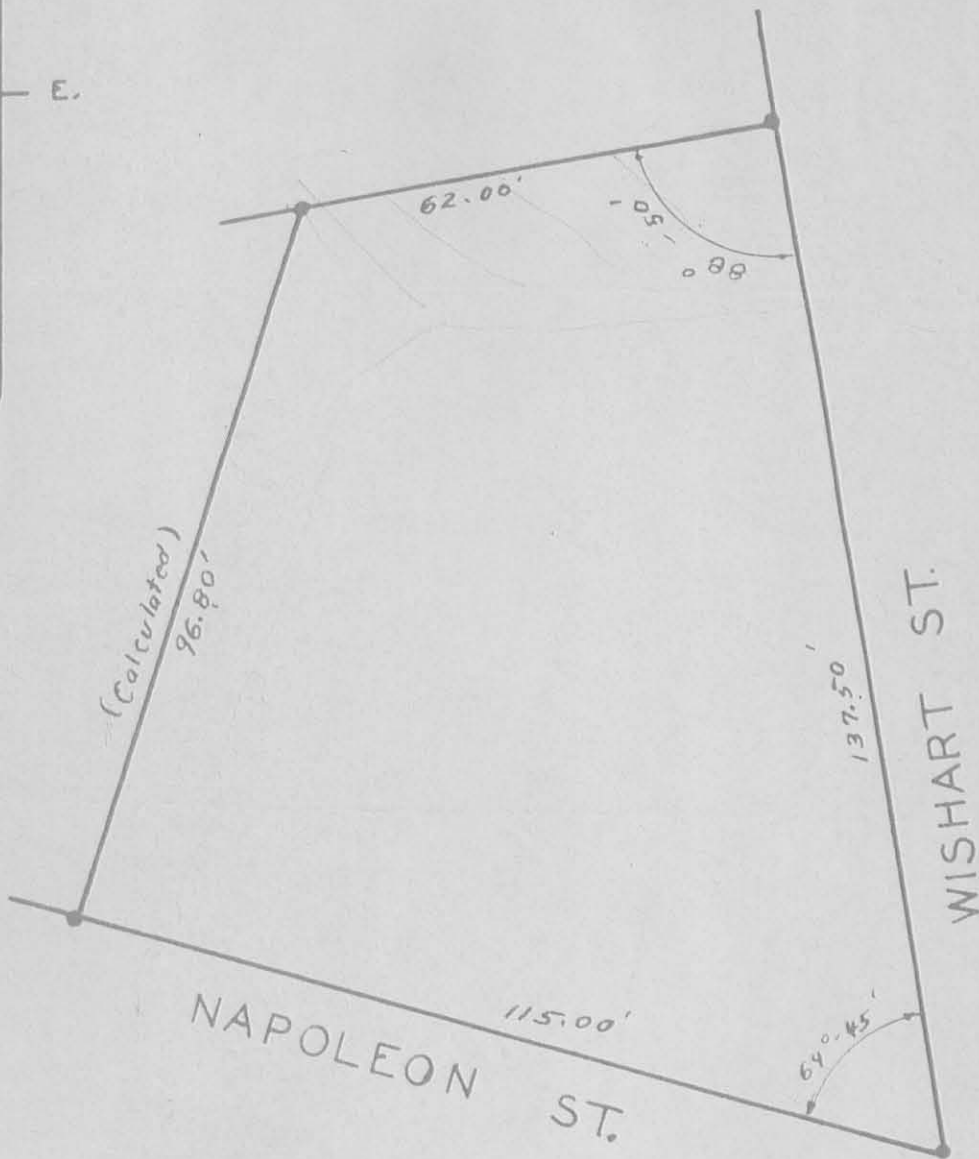 E.
62.00'
88°-50'
(Calculated)
96.80'
137.50'
WISHART ST.
115.00'
64°-45'
NAPOLEON ST.